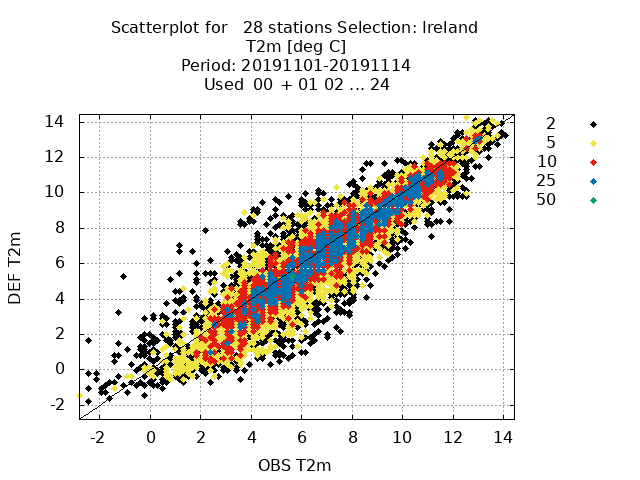 Scatterplot for   28 stations Selection: Ireland
T2m [deg C]
Period: 20191101-20191114
Used  00 + 01 02 ... 24
14
12
10
8
6
4
2
0
-2
DEF T2m
-2 0 2 4 6 8 10 12 14
OBS T2m
2
5
10
25
50